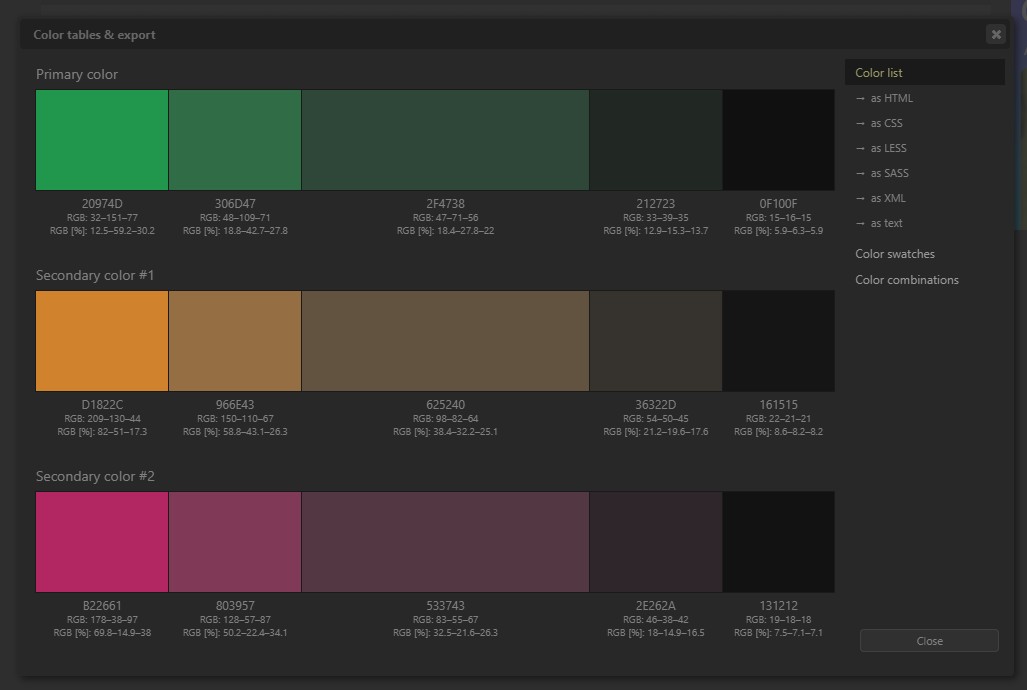 Color tables & export
Primary color
20974D 306D47 2F4738 212723 0F100F
RGB: 32–151–77 RGB: 48–109–71 RGB: 47–71–56 RGB: 33–39–35 RGB: 15–16–15
RGB [%]: 12.5–59.2–30.2 RGB [%]: 18.8–42.7–27.8 RGB [%]: 18.4–27.8–22 RGB [%]: 12.9–15.3–13.7 RGB [%]: 5.9–6.3–5.9
Secondary color #1
D1822C 966E43 625240 36322D 161515
RGB: 209–130–44 RGB: 150–110–67 RGB: 98–82–64 RGB: 54–50–45 RGB: 22–21–21
RGB [%]: 82–51–17.3 RGB [%]: 58.8–43.1–26.3 RGB [%]: 38.4–32.2–25.1 RGB [%]: 21.2–19.6–17.6 RGB [%]: 8.6–8.2–8.2
Secondary color #2
B22661 803957 533743 2E262A 131212
RGB: 178–38–97 RGB: 128–57–87 RGB: 83–55–67 RGB: 46–38–42 RGB: 19–18–18
RGB [%]: 69.8–14.9–38 RGB [%]: 50.2–22.4–34.1 RGB [%]: 32.5–21.6–26.3 RGB [%]: 18–14.9–16.5 RGB [%]: 7.5–7.1–7.1
Color list
→ as HTML
→ as CSS
→ as LESS
→ as SASS
→ as XML
→ as text
Color swatches
Color combinations
Close